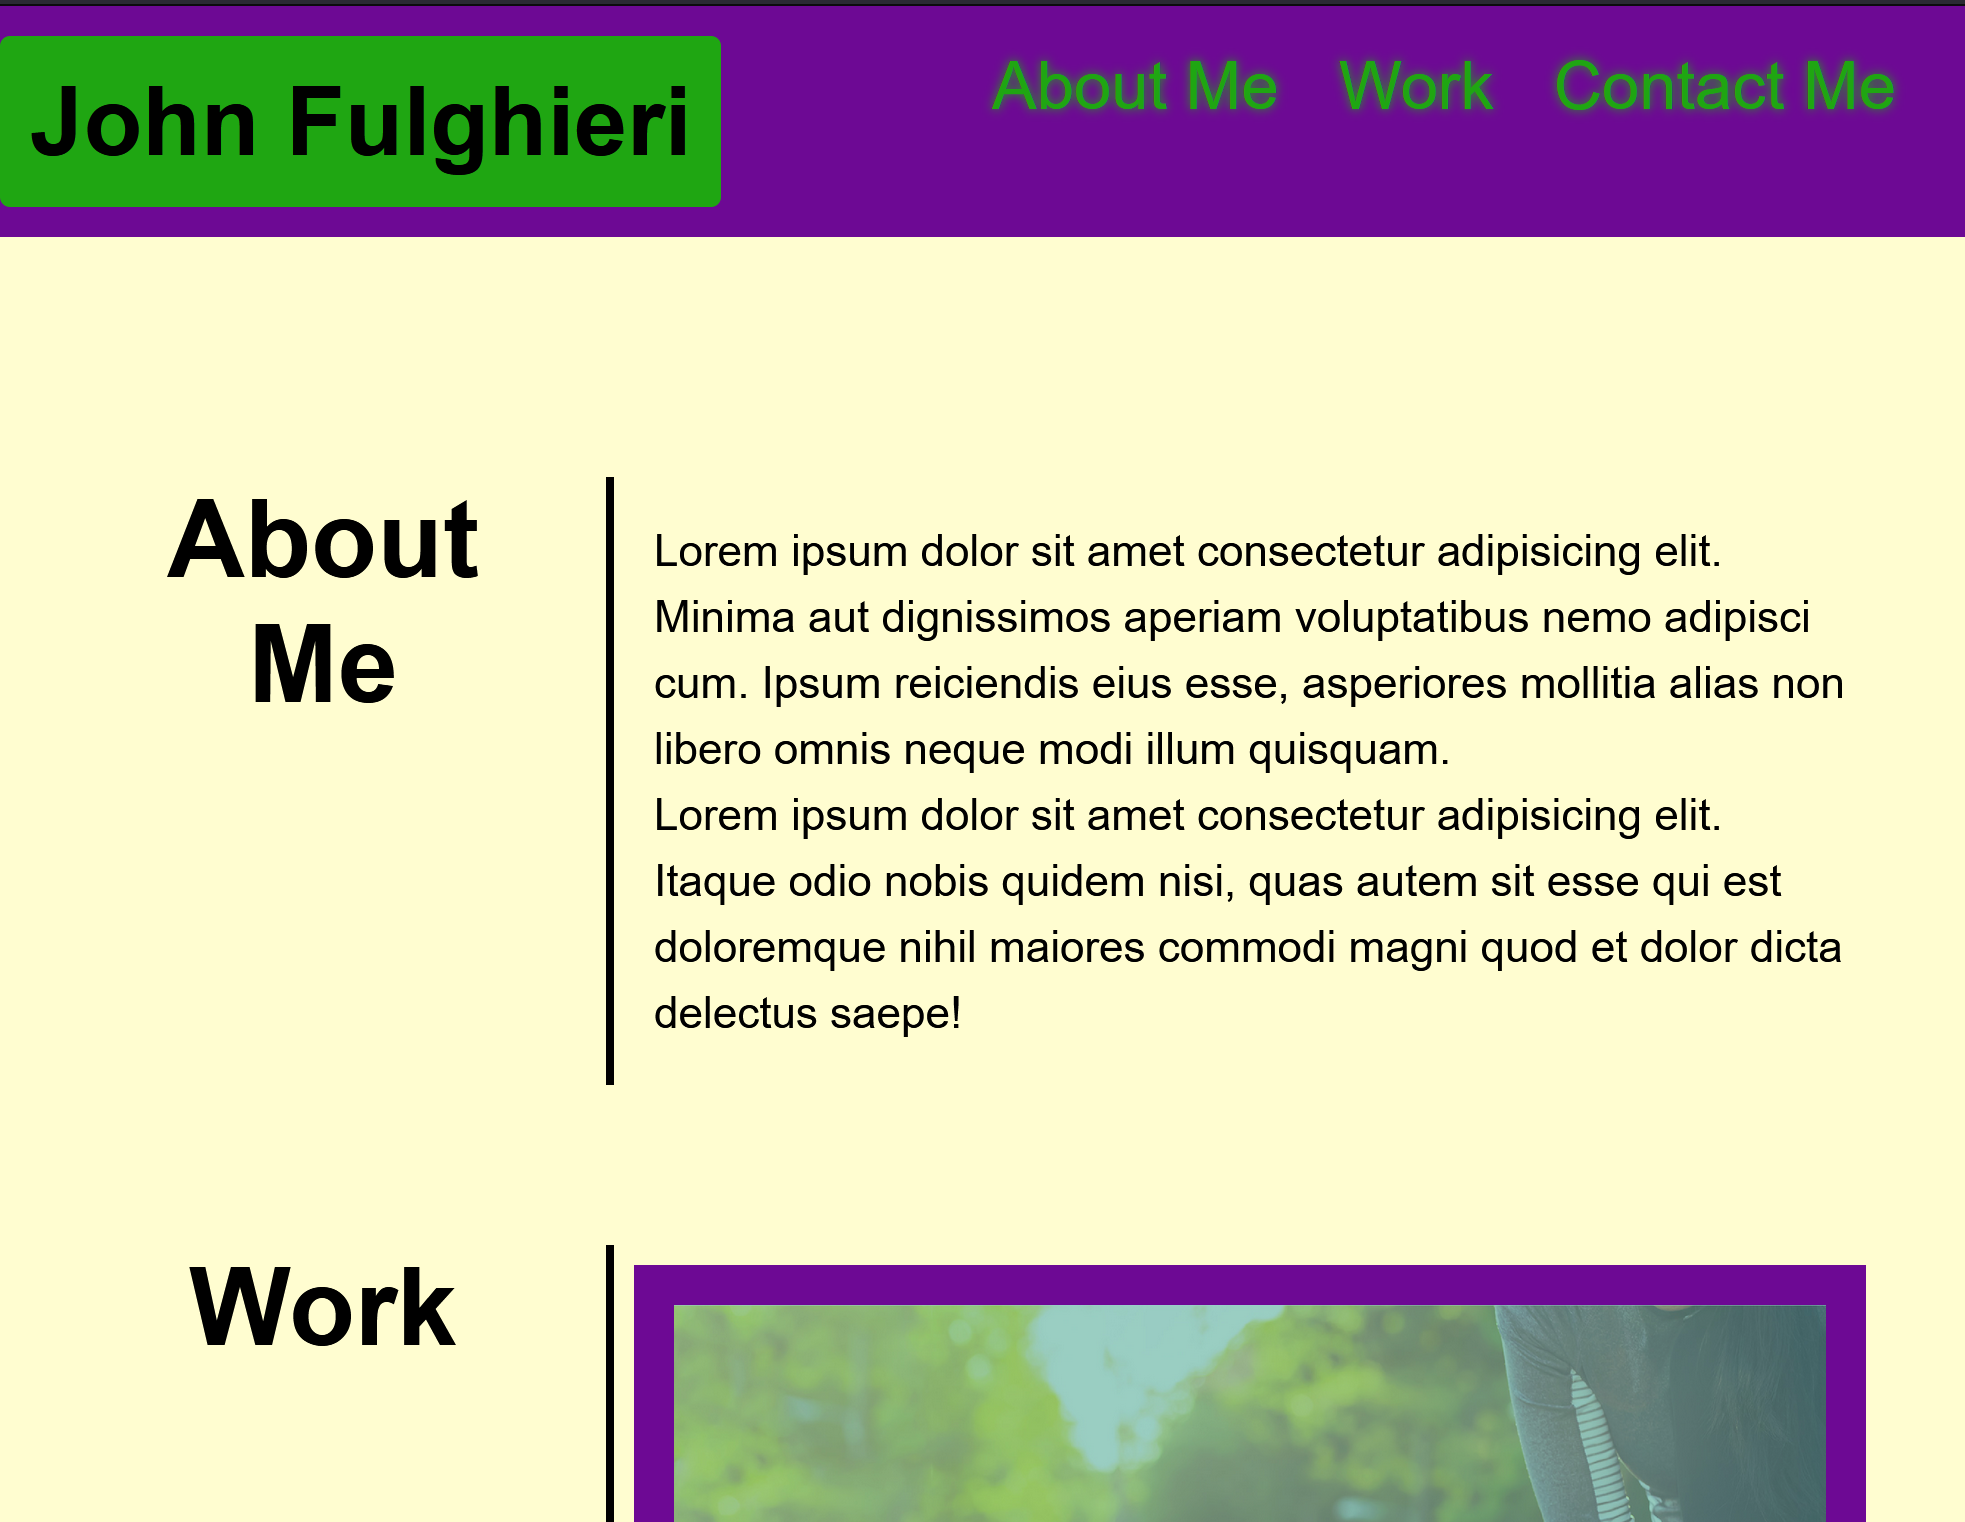 John Fulghieri
About Me Work Contact Me
About
Me
Lorem ipsum dolor sit amet consectetur adipisicing elit.
Minima aut dignissimos aperiam voluptatibus nemo adipisci
cum. Ipsum reiciendis eius esse, asperiores mollitia alias non
libero omnis neque modi illum quisquam.
Lorem ipsum dolor sit amet consectetur adipisicing elit.
Itaque odio nobis quidem nisi, quas autem sit esse qui est
doloremque nihil maiores commodi magni quod et dolor dicta
delectus saepe!
Work